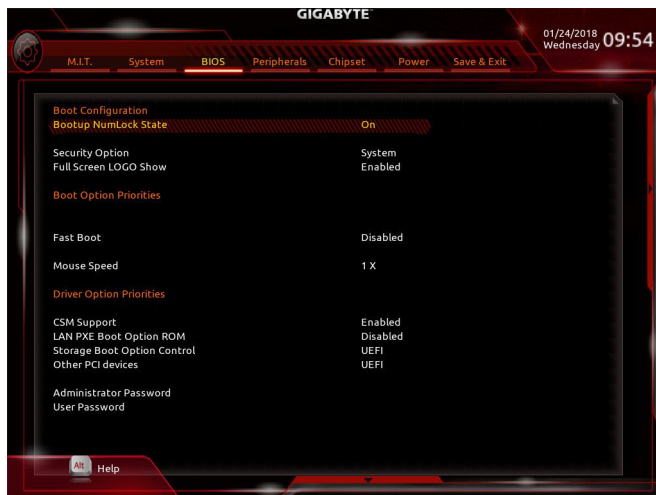 GIGABYTE™
01/24/2018
Wednesday 09:54
M.I.T. System BIOS Peripherals Chipset Power Save & Exit
Boot Configuration
Bootup NumLock State On
Security Option System
Full Screen LOGO Show Enabled
Boot Option Priorities
Fast Boot Disabled
Mouse Speed 1 X
Driver Option Priorities
CSM Support Enabled
LAN PXE Boot Option ROM Disabled
Storage Boot Option Control UEFI
Other PCI devices UEFI
Administrator Password
User Password
Alt Help